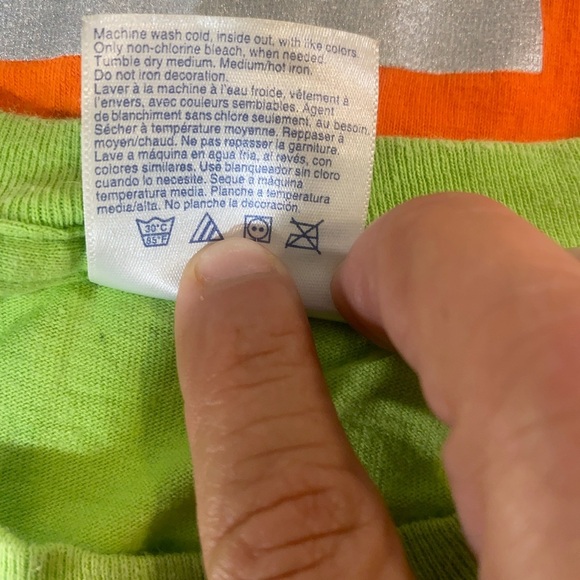 Machine wash cold, inside out, with like colors.
Only non-chlorine bleach, when needed.
Tumble dry medium. Medium/hot iron.
Do not iron decoration.
Laver à la machine à l'eau froide, vêtement à
l'envers, avec couleurs semblables. Agent
de blanchiment sans chlore seulement, au besoin.
Sécher à température moyenne. Repasser à
moyen/chaud. Ne pas repasser la garniture.
Lave a máquina en agua fria, al revés, con
colores similares. Use blanqueador sin cloro
cuando lo necesite. Seque a máquina
temperatura media. Plancha a temperatura
media/alta. No planche la decoración.
30°C
85°F